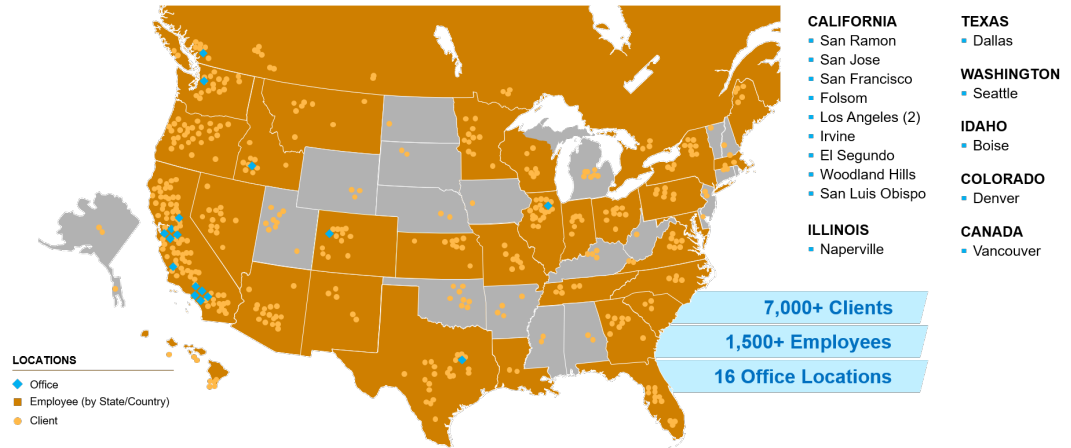 CALIFORNIA
San Ramon
San Jose
San Francisco
Folsom
Los Angeles (2)
Irvine
El Segundo
Woodland Hills
San Luis Obispo
ILLINOIS
Naperville
TEXAS
Dallas
WASHINGTON
Seattle
IDAHO
Boise
COLORADO
Denver
CANADA
Vancouver
7,000+ Clients
1,500+ Employees
16 Office Locations
LOCATIONS
Office
Employee (by State/Country)
Client